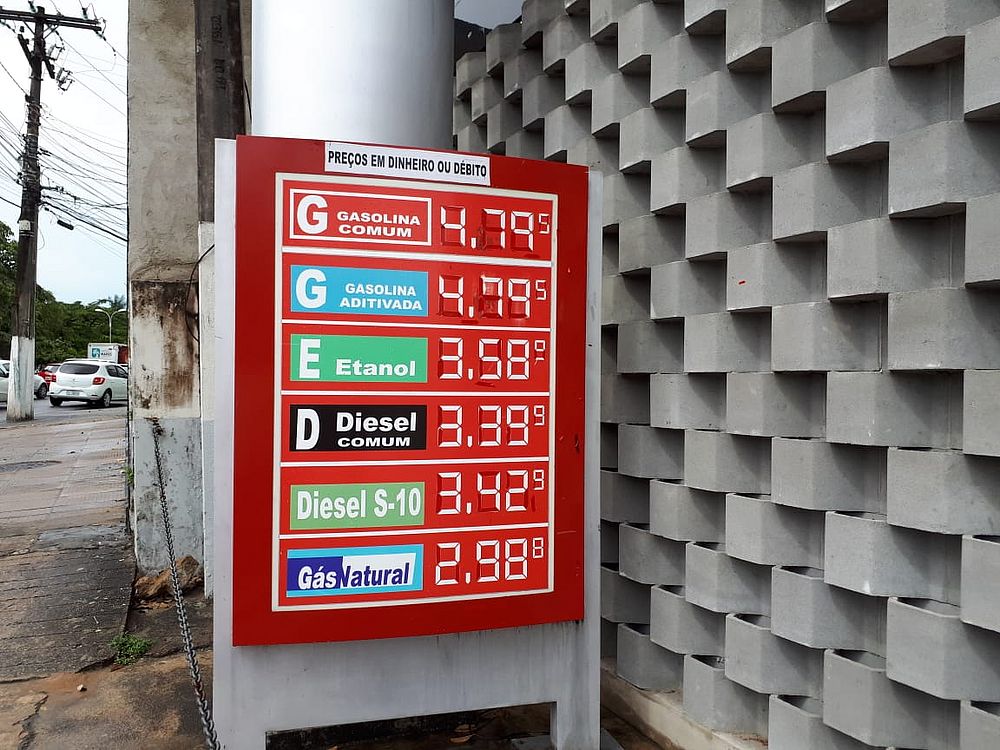 PREÇOS EM DINHEIRO OU DÉBITO
G GASOLINA COMUM 4.79 5
G GASOLINA ADITIVADA 4.79 5
E Etanol 3.58 9
D Diesel COMUM 3.39 9
Diesel S-10 3.42 9
GásNatural 2.98 8